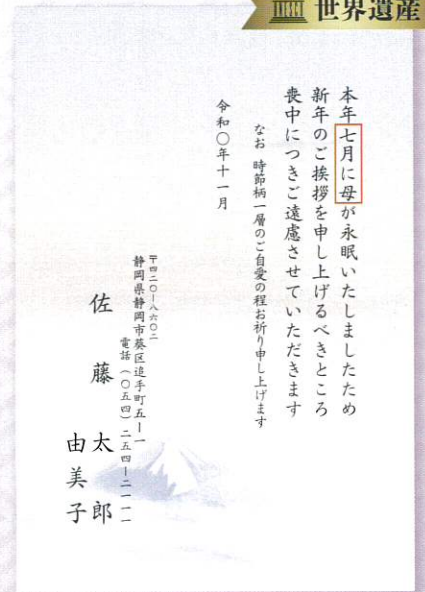 世界遺産
本年七月に母が永眠いたしましたため
新年のご挨拶を申し上げるべきところ
喪中につきご遠慮させていただきます
なお 時節柄一層のご自愛の程お祈り申し上げます
令和〇年十一月
〒四二〇ー八六〇二
静岡県静岡市葵区追手町五ー一
電話(〇五四)二五四ー二一一一
佐藤太郎
由美子